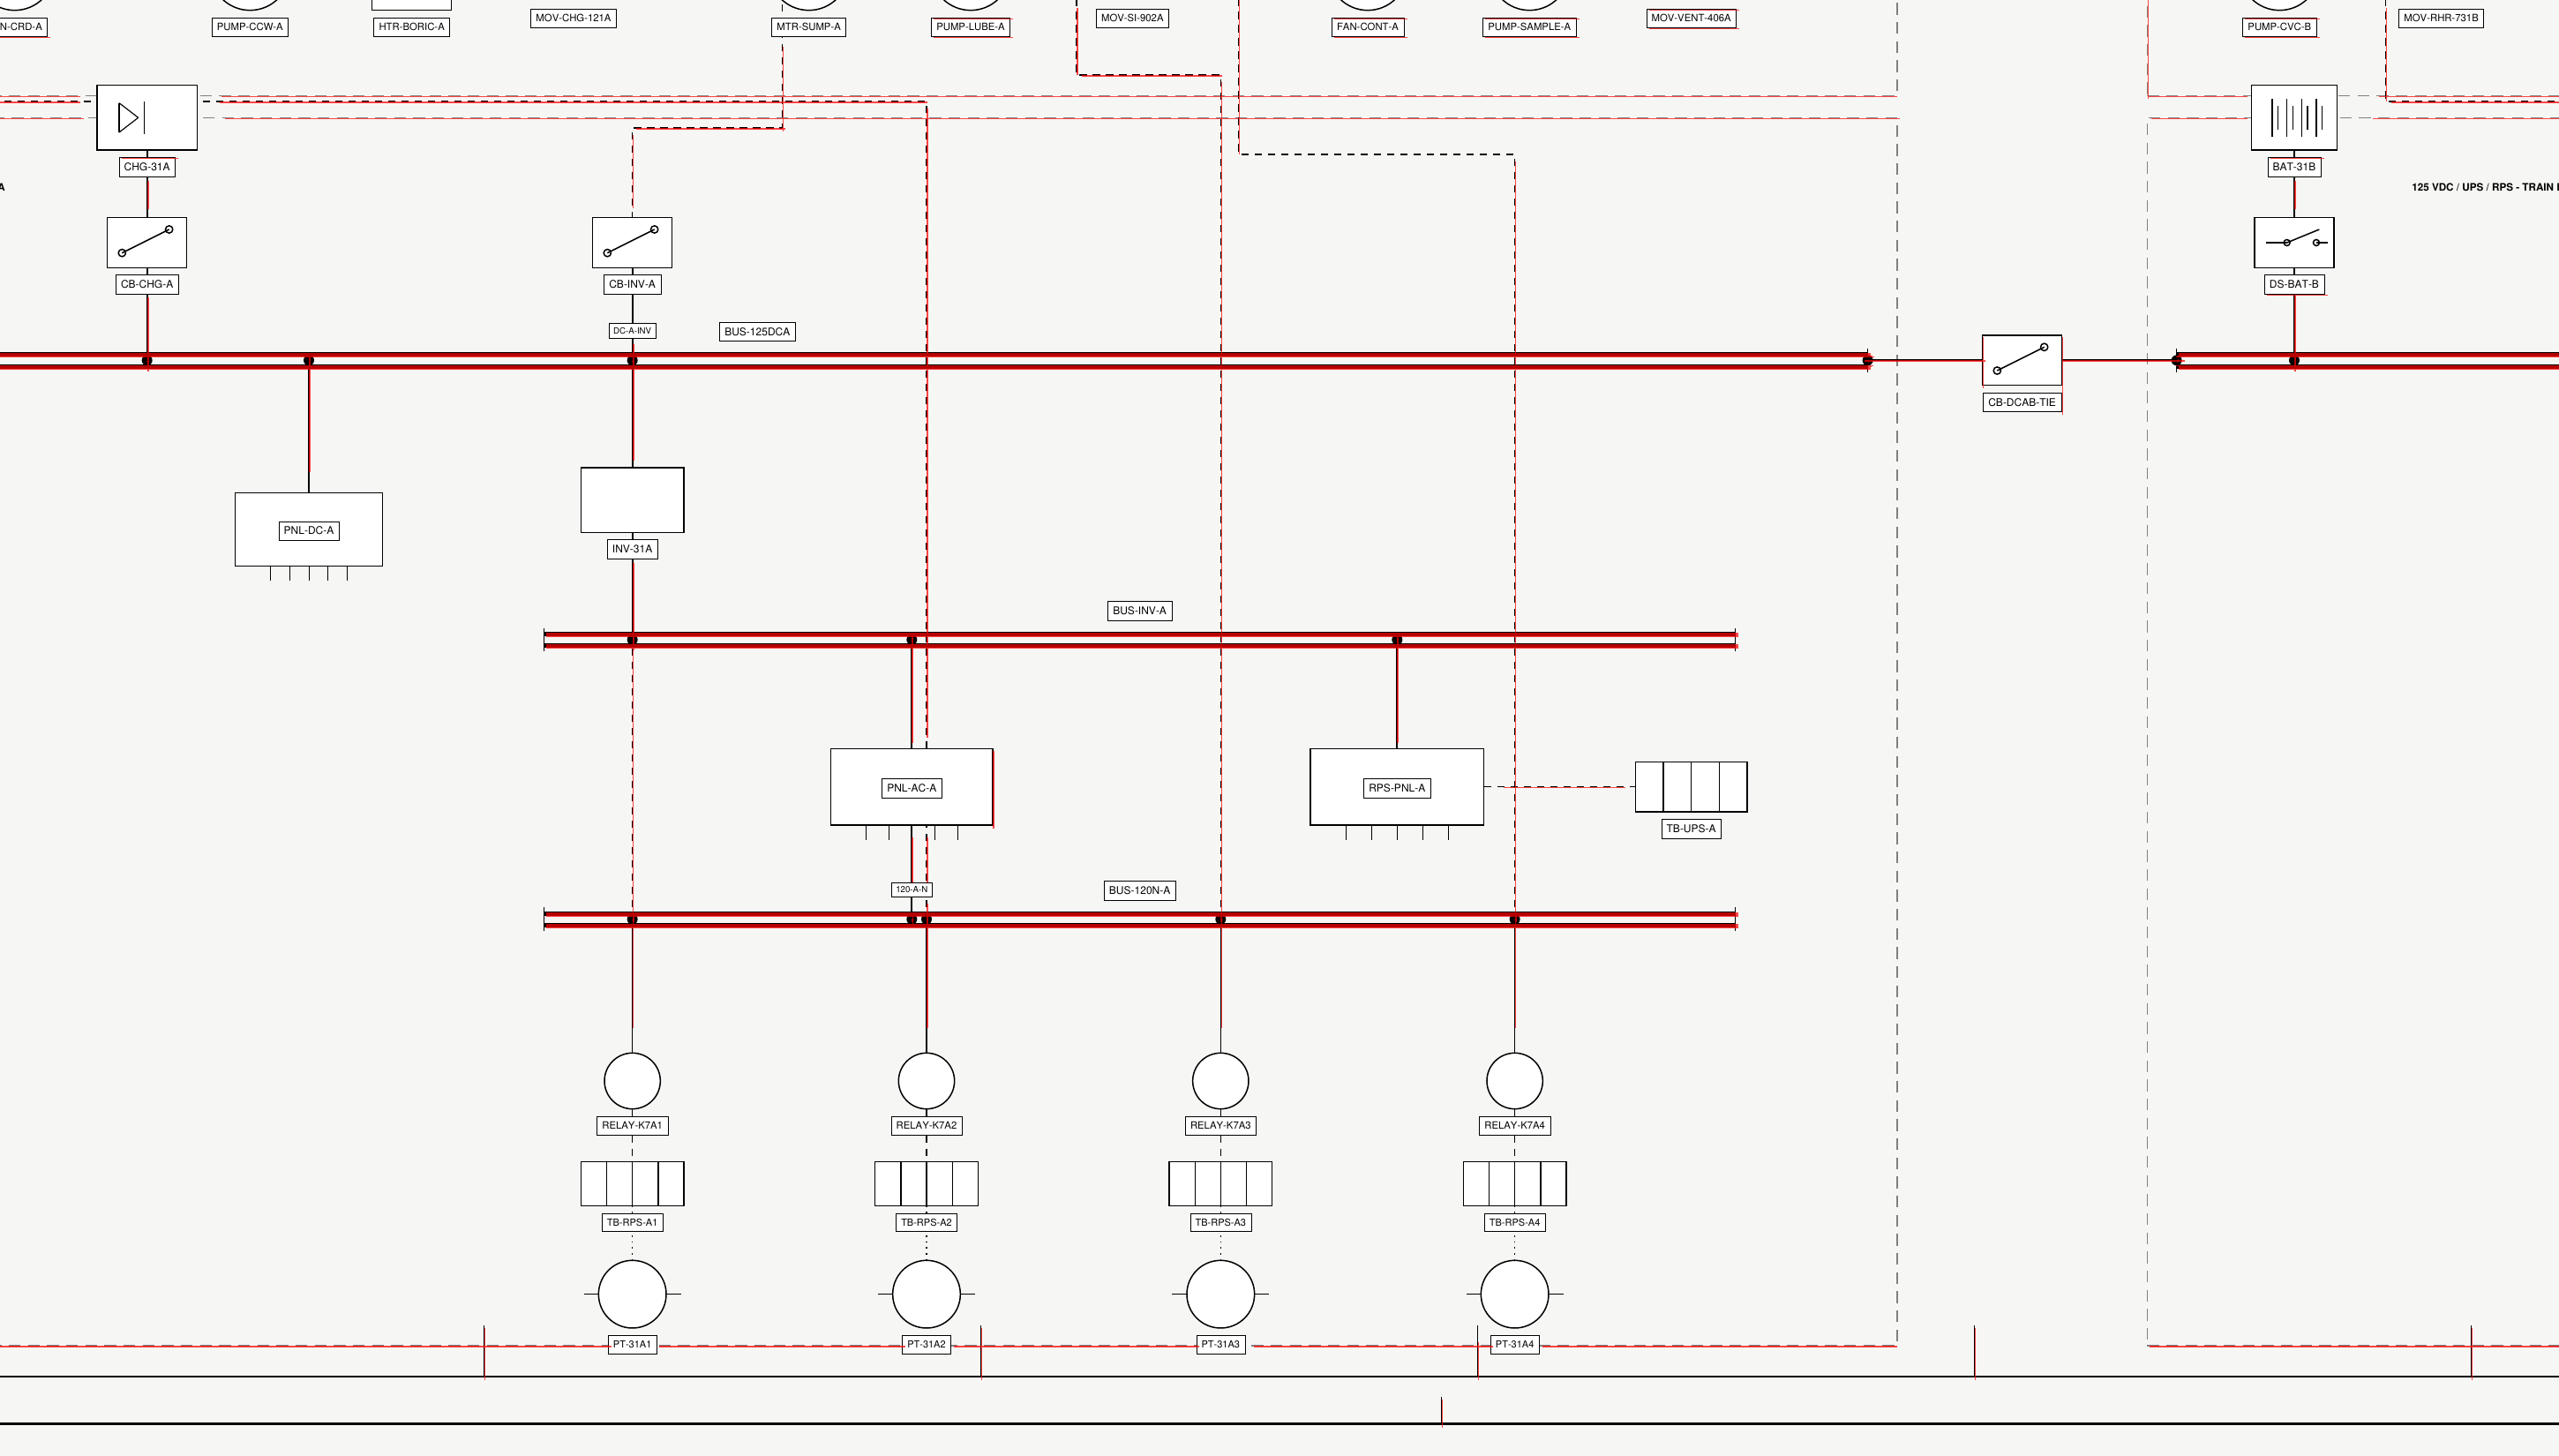 N-CRD-A
PUMP-CCW-A
HTR-BORIC-A
MOV-CHG-121A
MTR-SUMP-A
PUMP-LUBE-A
MOV-SI-902A
FAN-CONT-A
PUMP-SAMPLE-A
MOV-VENT-406A
PUMP-CVC-B
MOV-RHR-731B
CHG-31A
BAT-31B
A
125 VDC / UPS / RPS - TRAIN
CB-CHG-A
CB-INV-A
DS-BAT-B
DC-A-INV
BUS-125DCA
CB-DCAB-TIE
PNL-DC-A
INV-31A
BUS-INV-A
PNL-AC-A
RPS-PNL-A
TB-UPS-A
120-A-N
BUS-120N-A
RELAY-K7A1
RELAY-K7A2
RELAY-K7A3
RELAY-K7A4
TB-RPS-A1
TB-RPS-A2
TB-RPS-A3
TB-RPS-A4
PT-31A1
PT-31A2
PT-31A3
PT-31A4